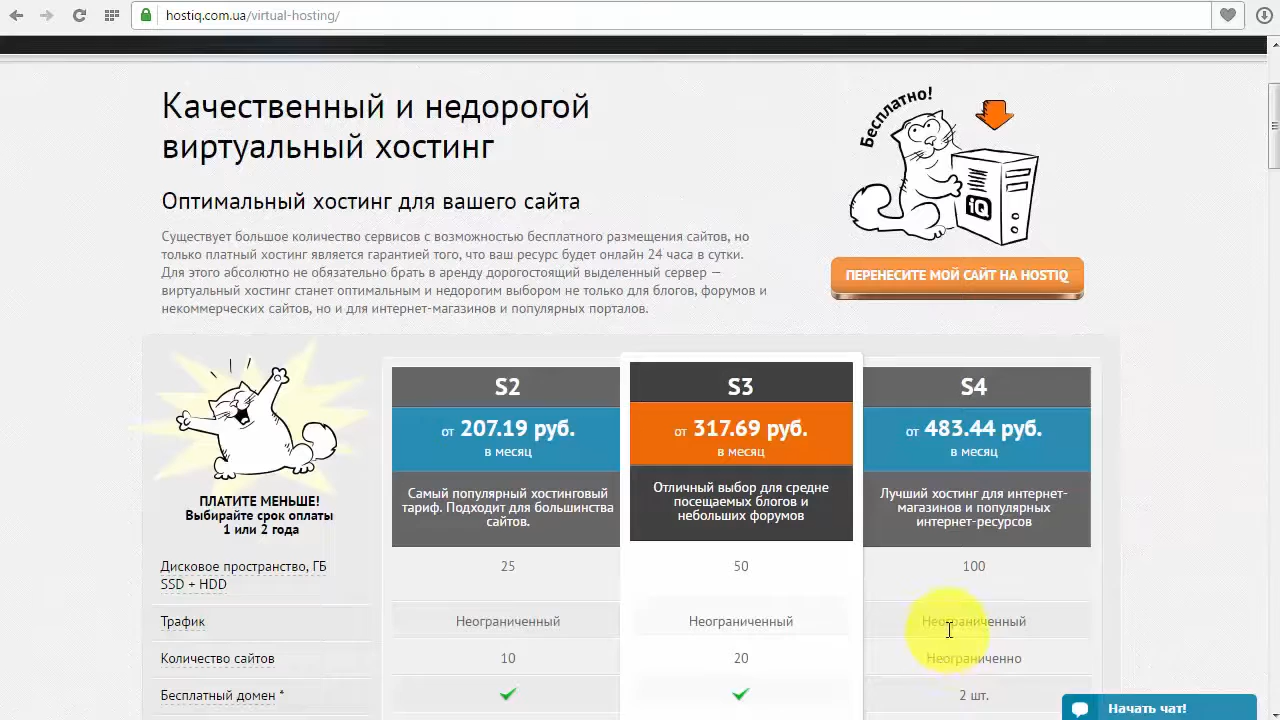 hostiq.com.ua/virtual-hosting/
Качественный и недорогой
виртуальный хостинг
Оптимальный хостинг для вашего сайта
Существует большое количество сервисов с возможностью бесплатного размещения сайтов, но
только платный хостинг является гарантией того, что ваш ресурс будет онлайн 24 часа в сутки.
Для этого абсолютно не обязательно брать в аренду дорогостоящий выделенный сервер —
виртуальный хостинг станет оптимальным и недорогим выбором не только для блогов, форумов и
некоммерческих сайтов, но и для интернет-магазинов и популярных порталов.
Бесплатно!
iQ
ПЕРЕНЕСИТЕ МОЙ САЙТ НА HOSTIQ
ПЛАТИТЕ МЕНЬШЕ!
Выбирайте срок оплаты
1 или 2 года
S2
от 207.19 руб.
в месяц
Самый популярный хостинговый
тариф. Подходит для большинства
сайтов.
S3
от 317.69 руб.
в месяц
Отличный выбор для средне
посещаемых блогов и
небольших форумов
S4
от 483.44 руб.
в месяц
Лучший хостинг для интернет-
магазинов и популярных
интернет-ресурсов
Дисковое пространство, ГБ
SSD + HDD
25 50 100
Трафик Неограниченный Неограниченный Неограниченный
Количество сайтов 10 20 Неограниченно
Бесплатный домен * 2 шт.
Начать чат!